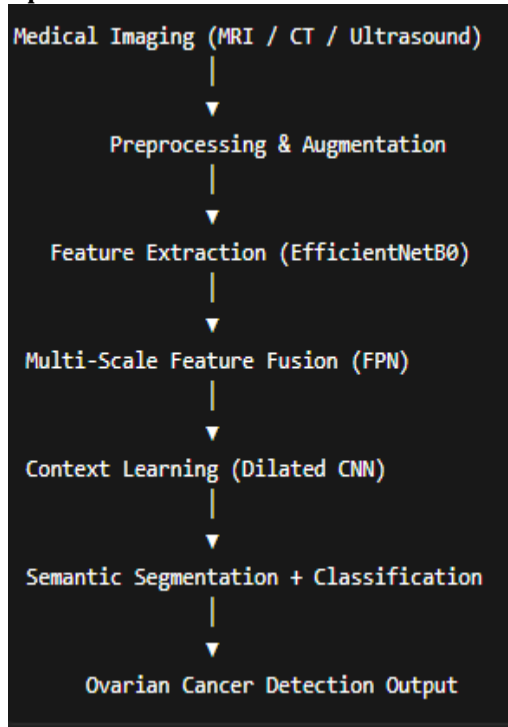 Medical Imaging (MRI / CT / Ultrasound)
Preprocessing & Augmentation
Feature Extraction (EfficientNetB0)
Multi-Scale Feature Fusion (FPN)
Context Learning (Dilated CNN)
Semantic Segmentation + Classification
Ovarian Cancer Detection Output